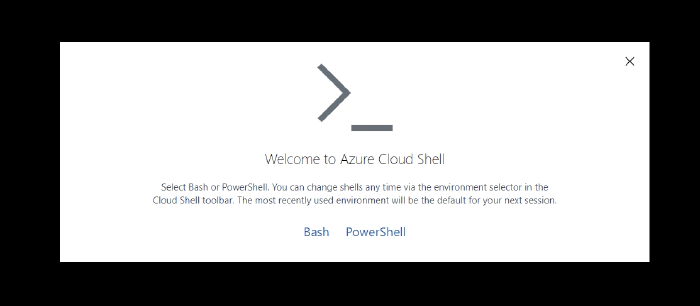 Welcome to Azure Cloud Shell
Select Bash or PowerShell. You can change shells any time via the environment selector in the
Cloud Shell toolbar. The most recently used environment will be the default for your next session.
Bash PowerShell